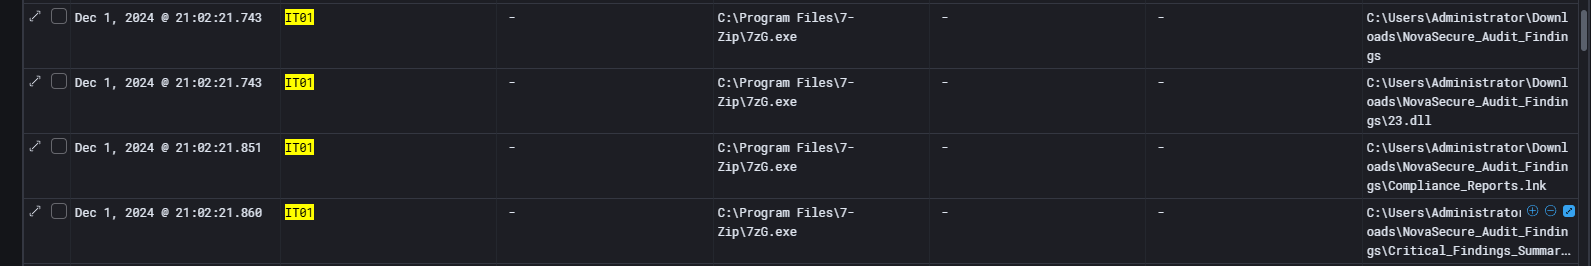 Dec 1, 2024 @ 21:02:21.743 IT01 - C:\Program Files\7- - - C:\Users\Administrator\Downl
Zip\7zG.exe oads\NovaSecure_Audit_Findin
gs
Dec 1, 2024 @ 21:02:21.743 IT01 - C:\Program Files\7- - - C:\Users\Administrator\Downl
Zip\7zG.exe oads\NovaSecure_Audit_Findin
gs\23.dll
Dec 1, 2024 @ 21:02:21.851 IT01 - C:\Program Files\7- - - C:\Users\Administrator\Downl
Zip\7zG.exe oads\NovaSecure_Audit_Findin
gs\Compliance_Reports.lnk
Dec 1, 2024 @ 21:02:21.860 IT01 - C:\Program Files\7- - - C:\Users\Administrator
Zip\7zG.exe oads\NovaSecure_Audit_Findin
gs\Critical_Findings_Summar…